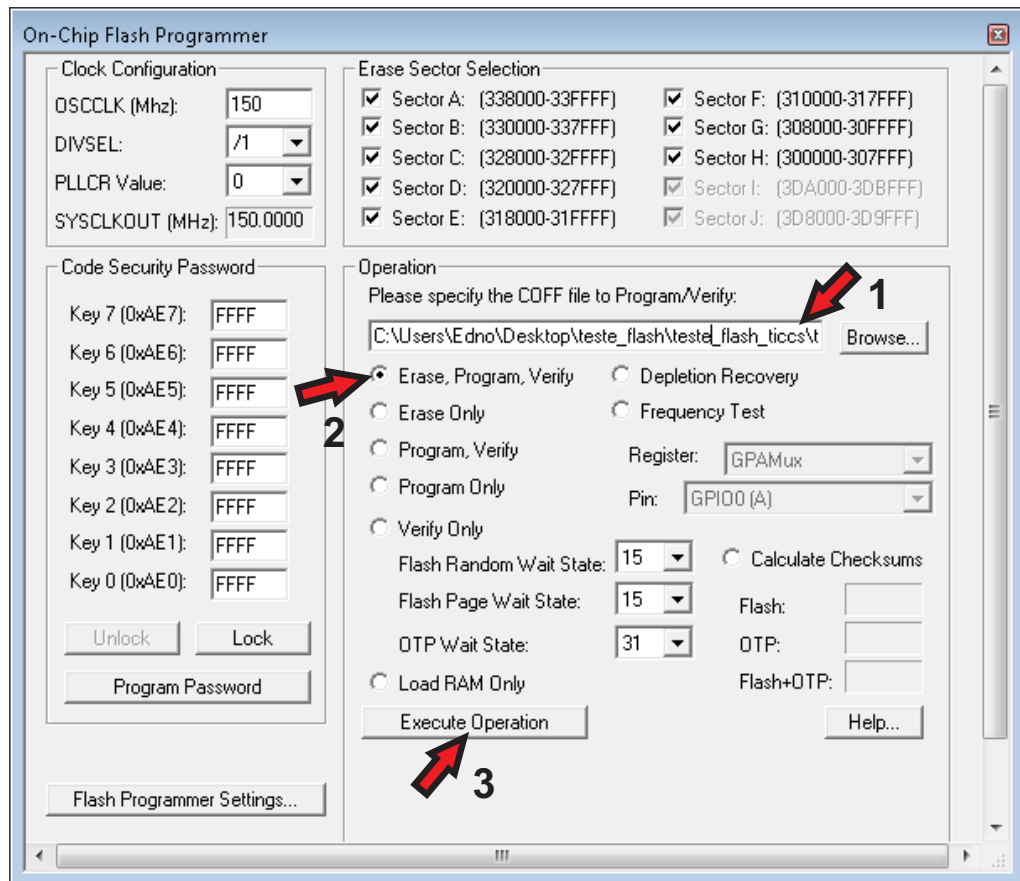 On-Chip Flash Programmer
Clock Configuration
OSCCLK (Mhz): 150
DIVSEL: /1
PLLCR Value: 0
SYSCLKOUT (MHz): 150.0000
Erase Sector Selection
Sector A: (338000-33FFFF) Sector F: (310000-317FFF)
Sector B: (330000-337FFF) Sector G: (308000-30FFFF)
Sector C: (328000-32FFFF) Sector H: (300000-307FFF)
Sector D: (320000-327FFF) Sector I: (3DA000-3DBFFF)
Sector E: (318000-31FFFF) Sector J: (3D8000-3D9FFF)
Code Security Password
Key 7 (0xAE7): FFFF
Key 6 (0xAE6): FFFF
Key 5 (0xAE5): FFFF
Key 4 (0xAE4): FFFF
Key 3 (0xAE3): FFFF
Key 2 (0xAE2): FFFF
Key 1 (0xAE1): FFFF
Key 0 (0xAE0): FFFF
Unlock Lock
Program Password
Flash Programmer Settings...
Operation
Please specify the COFF file to Program/Verify:
1
C:\Users\Edno\Desktop\teste_flash\teste_flash_ticcs\t Browse...
Erase, Program, Verify Depletion Recovery
2
Erase Only Frequency Test
Program, Verify Register: GPAMux
Program Only Pin: GPIO0 (A)
Verify Only
Flash Random Wait State: 15 Calculate Checksums
Flash Page Wait State: 15 Flash:
OTP Wait State: 31 OTP:
Load RAM Only Flash+OTP:
Execute Operation Help...
3